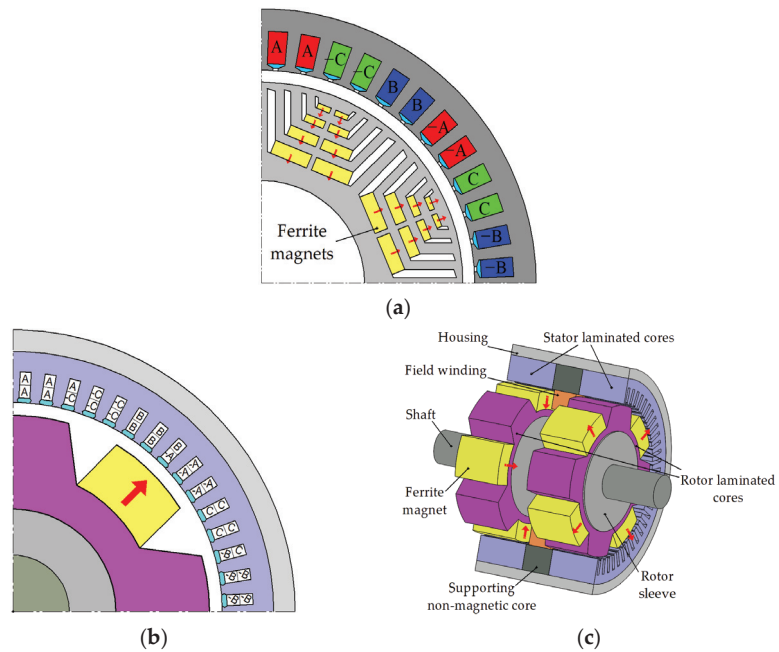 A
A
–C
–C
B
B
–A
–A
C
C
–B
–B
Ferrite
magnets
(a)
(b)
Housing
Stator laminated cores
Field winding
Shaft
Ferrite
magnet
Rotor laminated
cores
Supporting
non-magnetic core
Rotor
sleeve
(c)